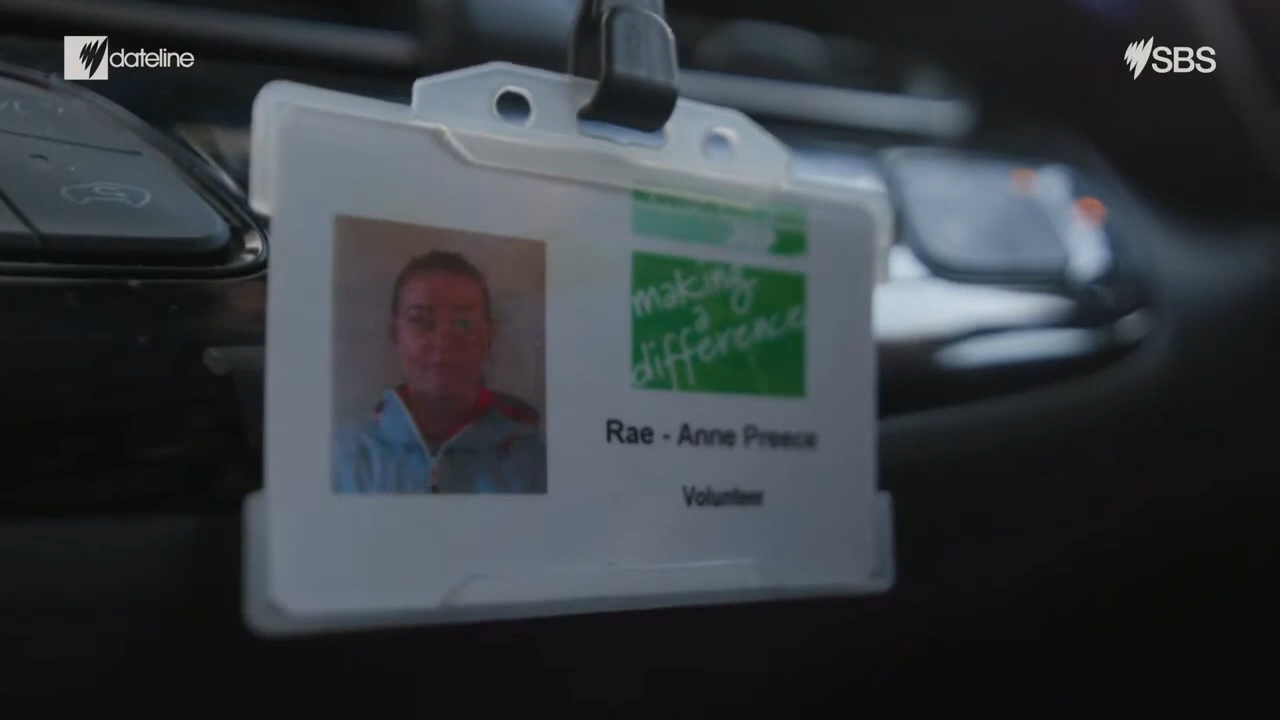 dateline
SBS
making
a
difference
Rae - Anne Preece
Volunteer